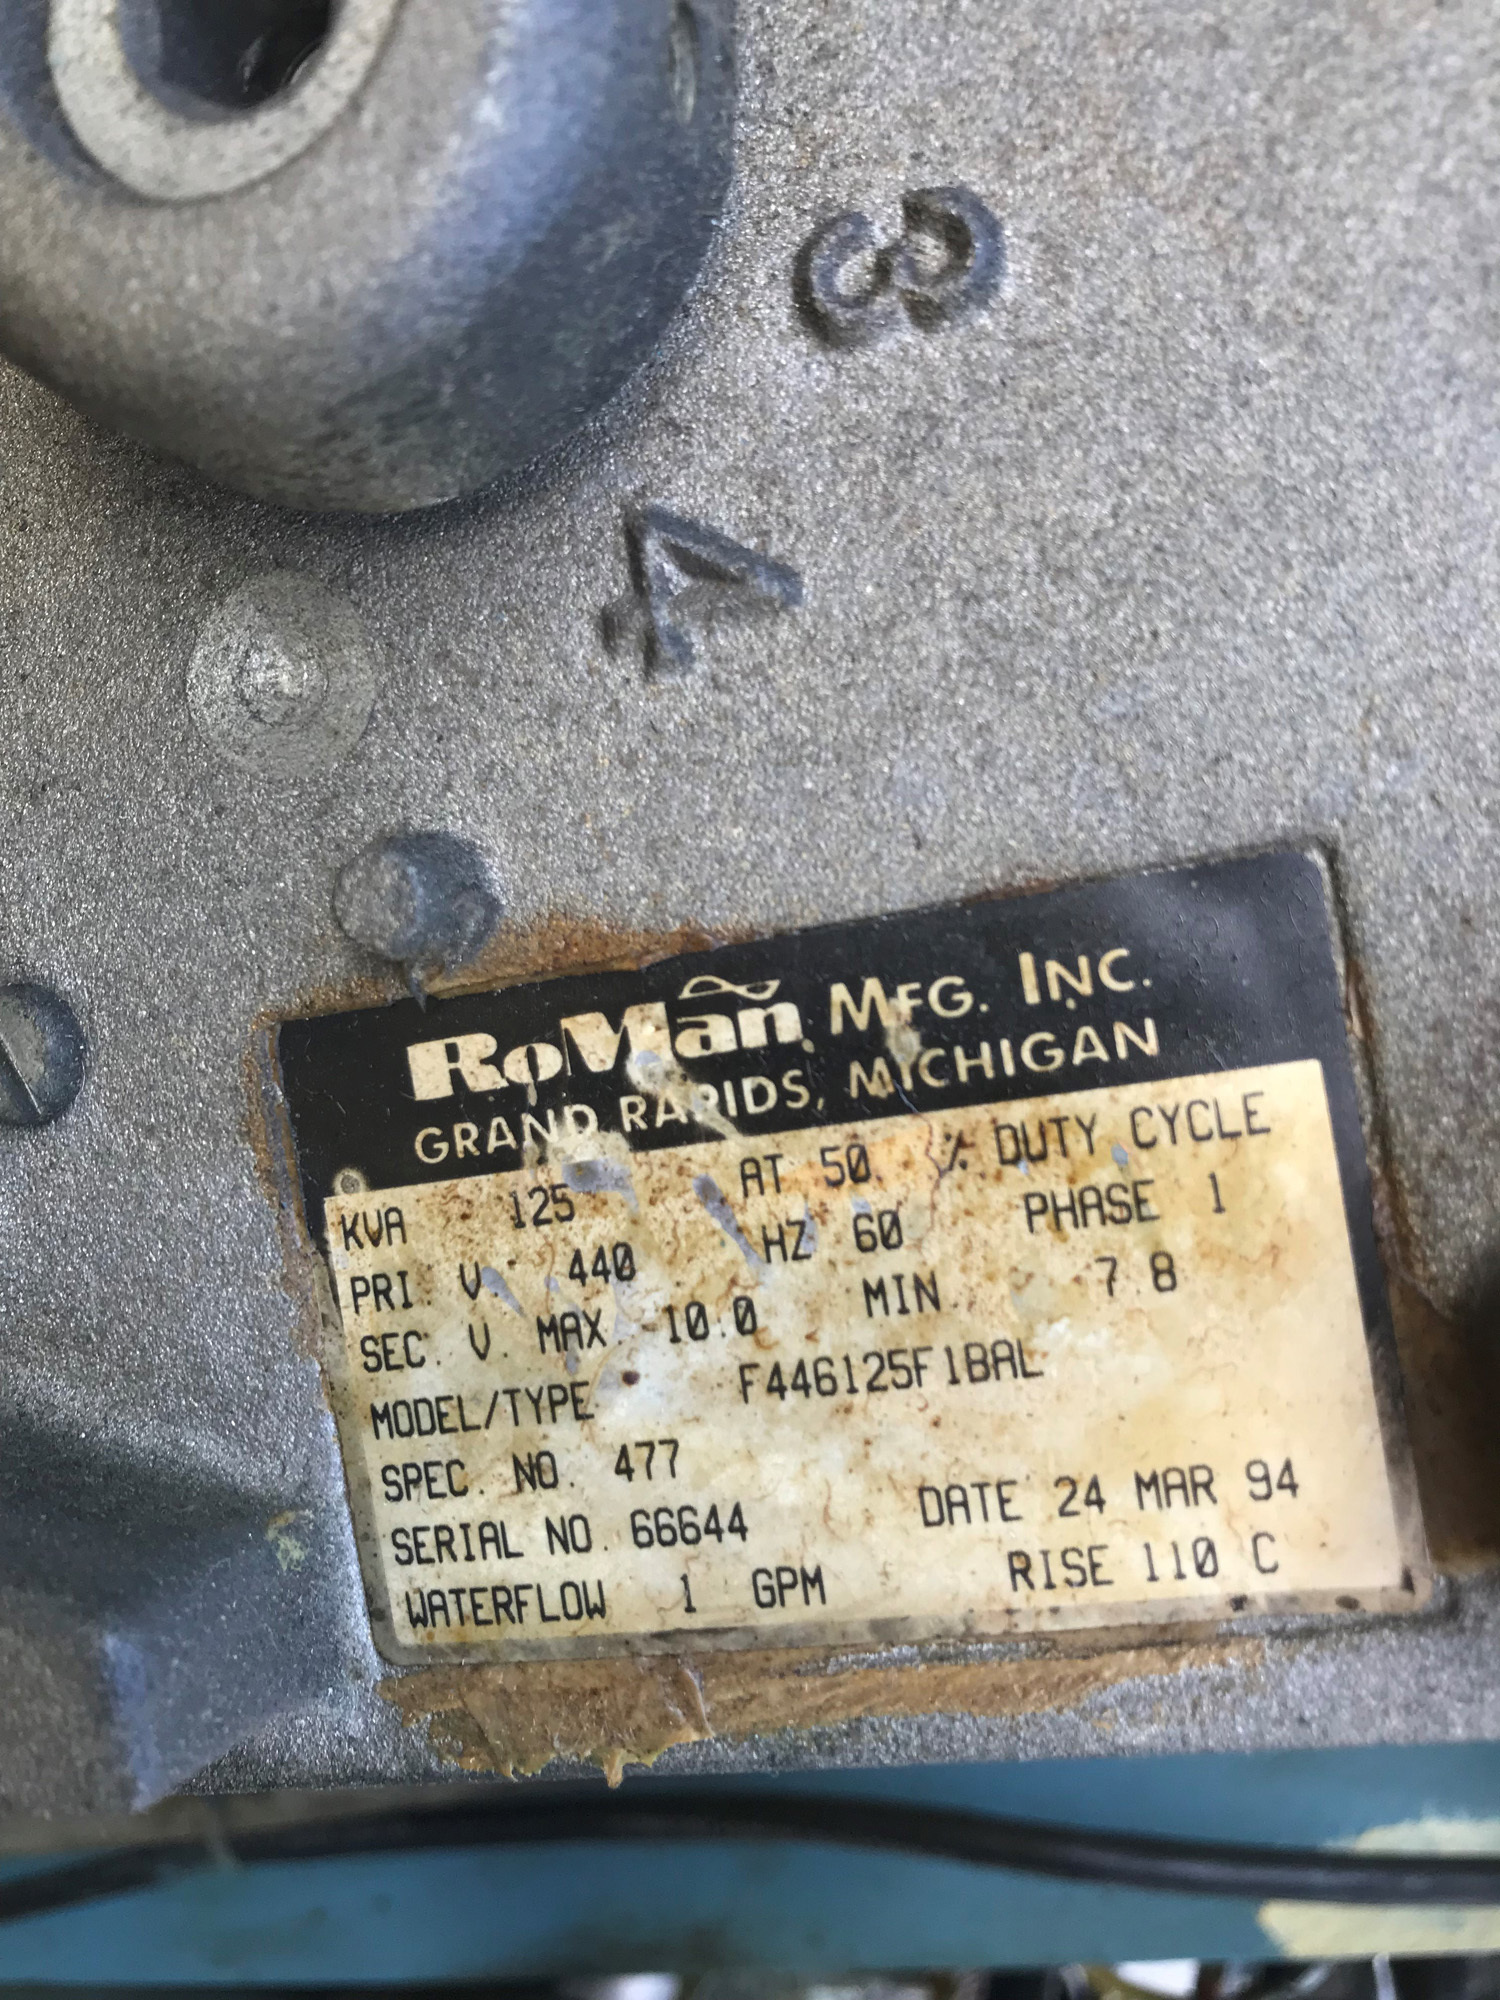 3
4
RoMan MFG. INC.
GRAND RAPIDS, MICHIGAN
KVA 125 AT 50. % DUTY CYCLE
PRI. V. 440 HZ 60 PHASE 1
SEC. V. MAX. 10.0 MIN. 7.8
MODEL/TYPE F446125F1BAL
SPEC. NO. 477
SERIAL NO. 66644 DATE 24 MAR 94
WATERFLOW 1 GPM RISE 110 C